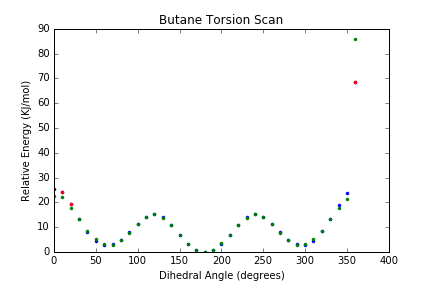 Butane Torsion Scan
Relative Energy (KJ/mol)
90
80
70
60
50
40
30
20
10
0
0 50 100 150 200 250 300 350 400
Dihedral Angle (degrees)